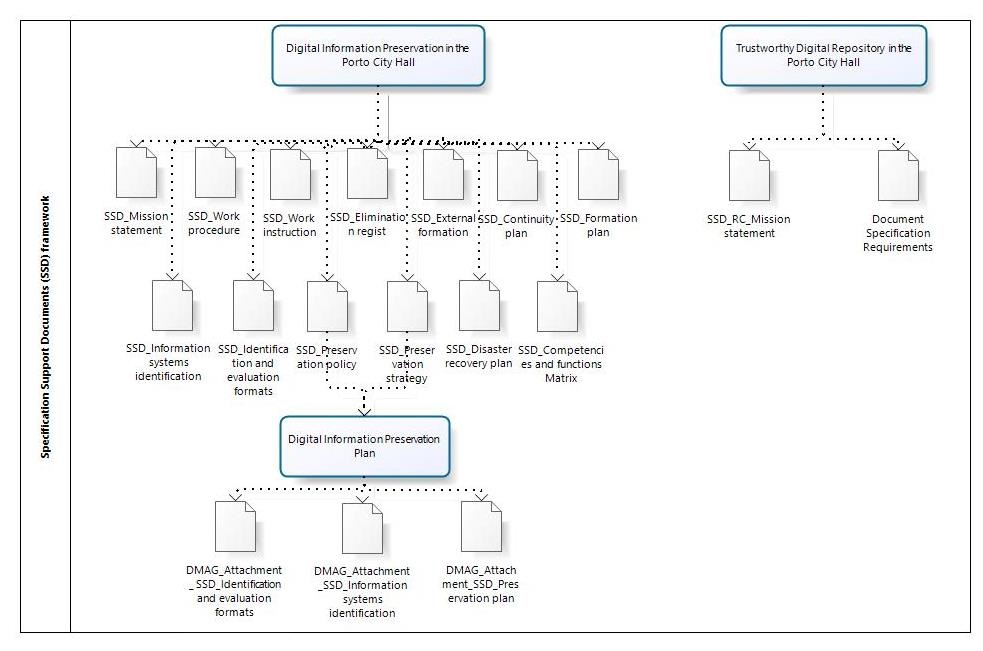 Specification Support Documents (SSD) framework
Digital Information Preservation in the
Porto City Hall
Trustworthy Digital Repository in the
Porto City Hall
SSD_Mission
statement
SSD_Work
procedure
SSD_Work
instruction
SSD_Eliminatio
n regist
SSD_External
formation
SSD_Continuity
plan
SSD_Formation
plan
SSD_RC_Mission
statement
Document
Specification
Requirements
SSD_Information
systems
identification
SSD_Identifica
tion and
evaluation
formats
SSD_Preserv
ation policy
SSD_Preser
vation
strategy
SSD_Disaster
recovery plan
SSD_Competenci
es and functions
Matrix
Digital Information Preservation
Plan
DMAG_Attachment
_SSD_Identification
and evaluation
formats
DMAG_Attachment
_SSD_Information
systems
identification
DMAG_Attach
ment_SSD_Pres
ervation plan